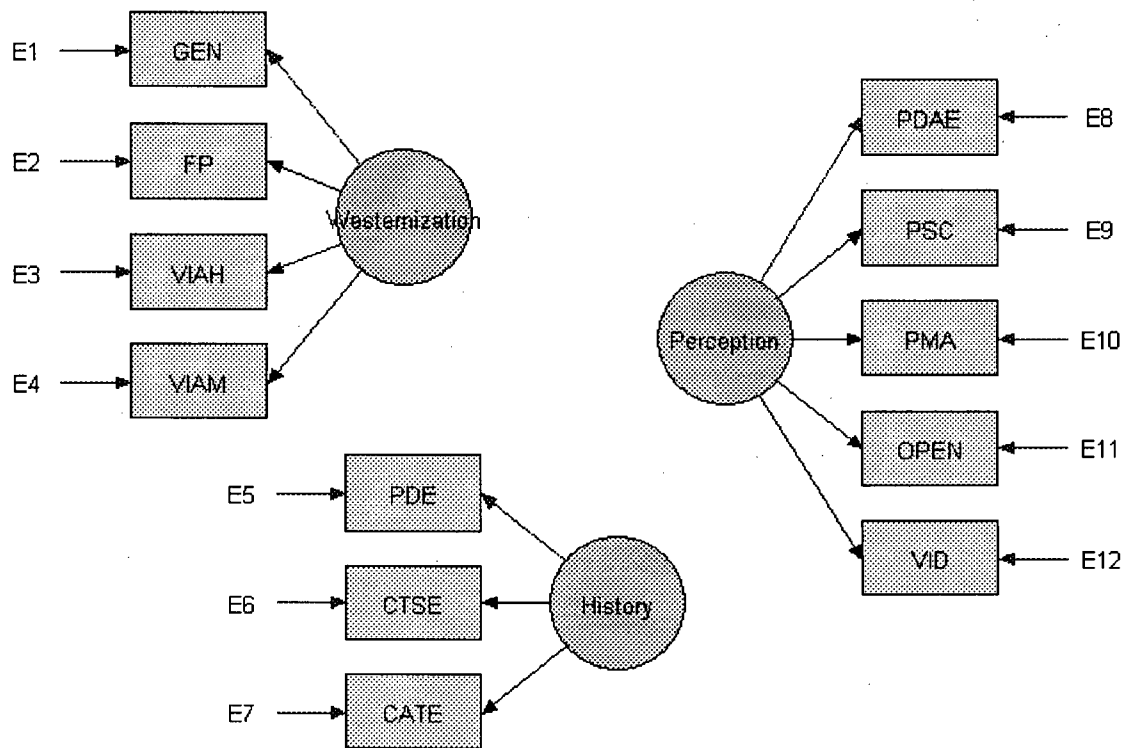 E1
GEN
E2
FP
E3
VIAH
E4
VIAM
Westernization
PDAE
E8
PSC
E9
Perception
PMA
E10
OPEN
E11
VID
E12
E5
PDE
E6
CTSE
E7
CATE
History